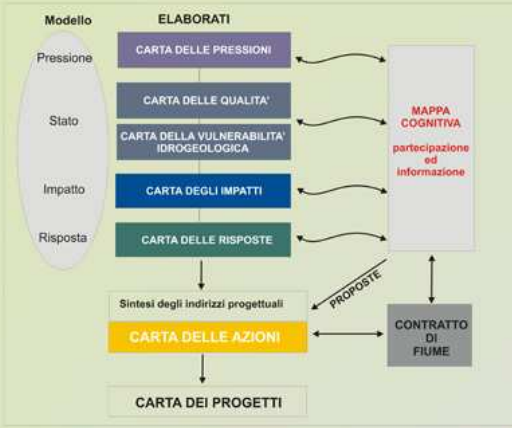 Modello
ELABORATI
Pressione
CARTA DELLE PRESSIONI
CARTA DELLE QUALITA'
Stato
CARTA DELLA VULNERABILITA'
IDROGEOLOGICA
Impatto
CARTA DEGLI IMPATTI
Risposta
CARTA DELLE RISPOSTE
MAPPA
COGNITIVA
partecipazione
ed
informazione
PROPOSTE
Sintesi degli indirizzi progettuali
CARTA DELLE AZIONI
CONTRATTO
DI
FIUME
CARTA DEI PROGETTI